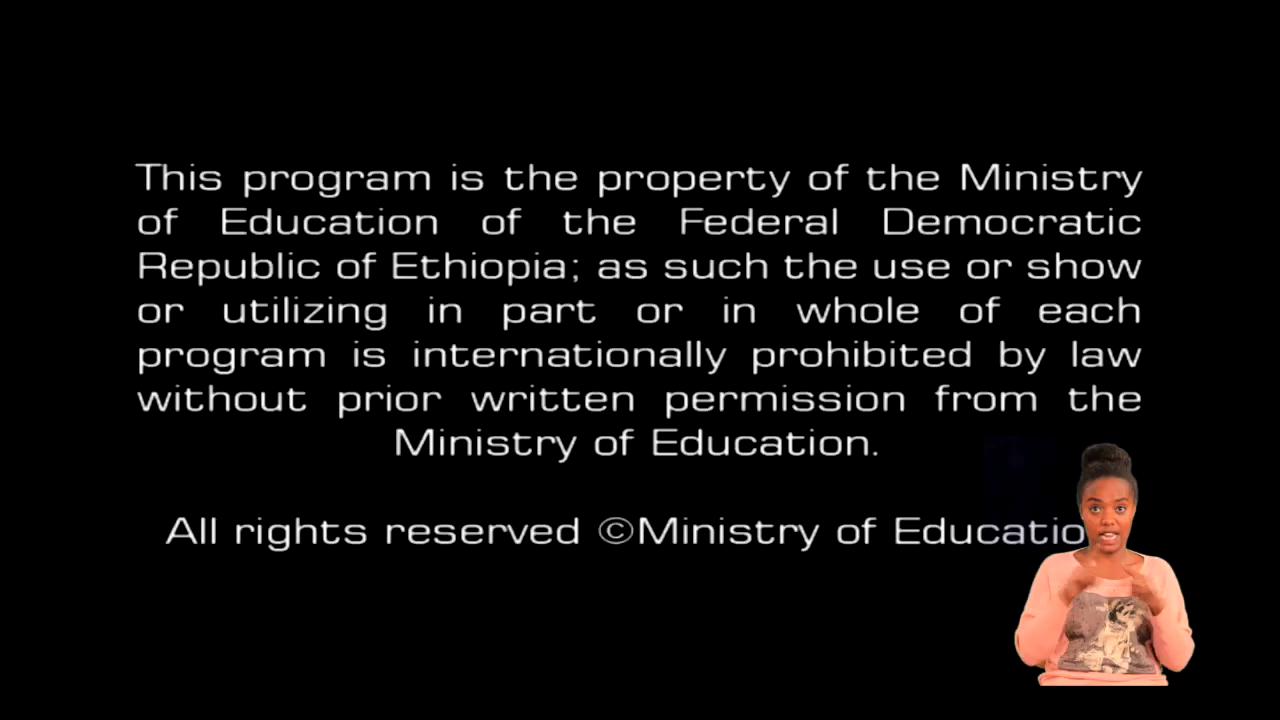 This program is the property of the Ministry
of Education of the Federal Democratic
Republic of Ethiopia; as such the use or show
or utilizing in part or in whole of each
program is internationally prohibited by law
without prior written permission from the
Ministry of Education.
All rights reserved ©Ministry of Educatio